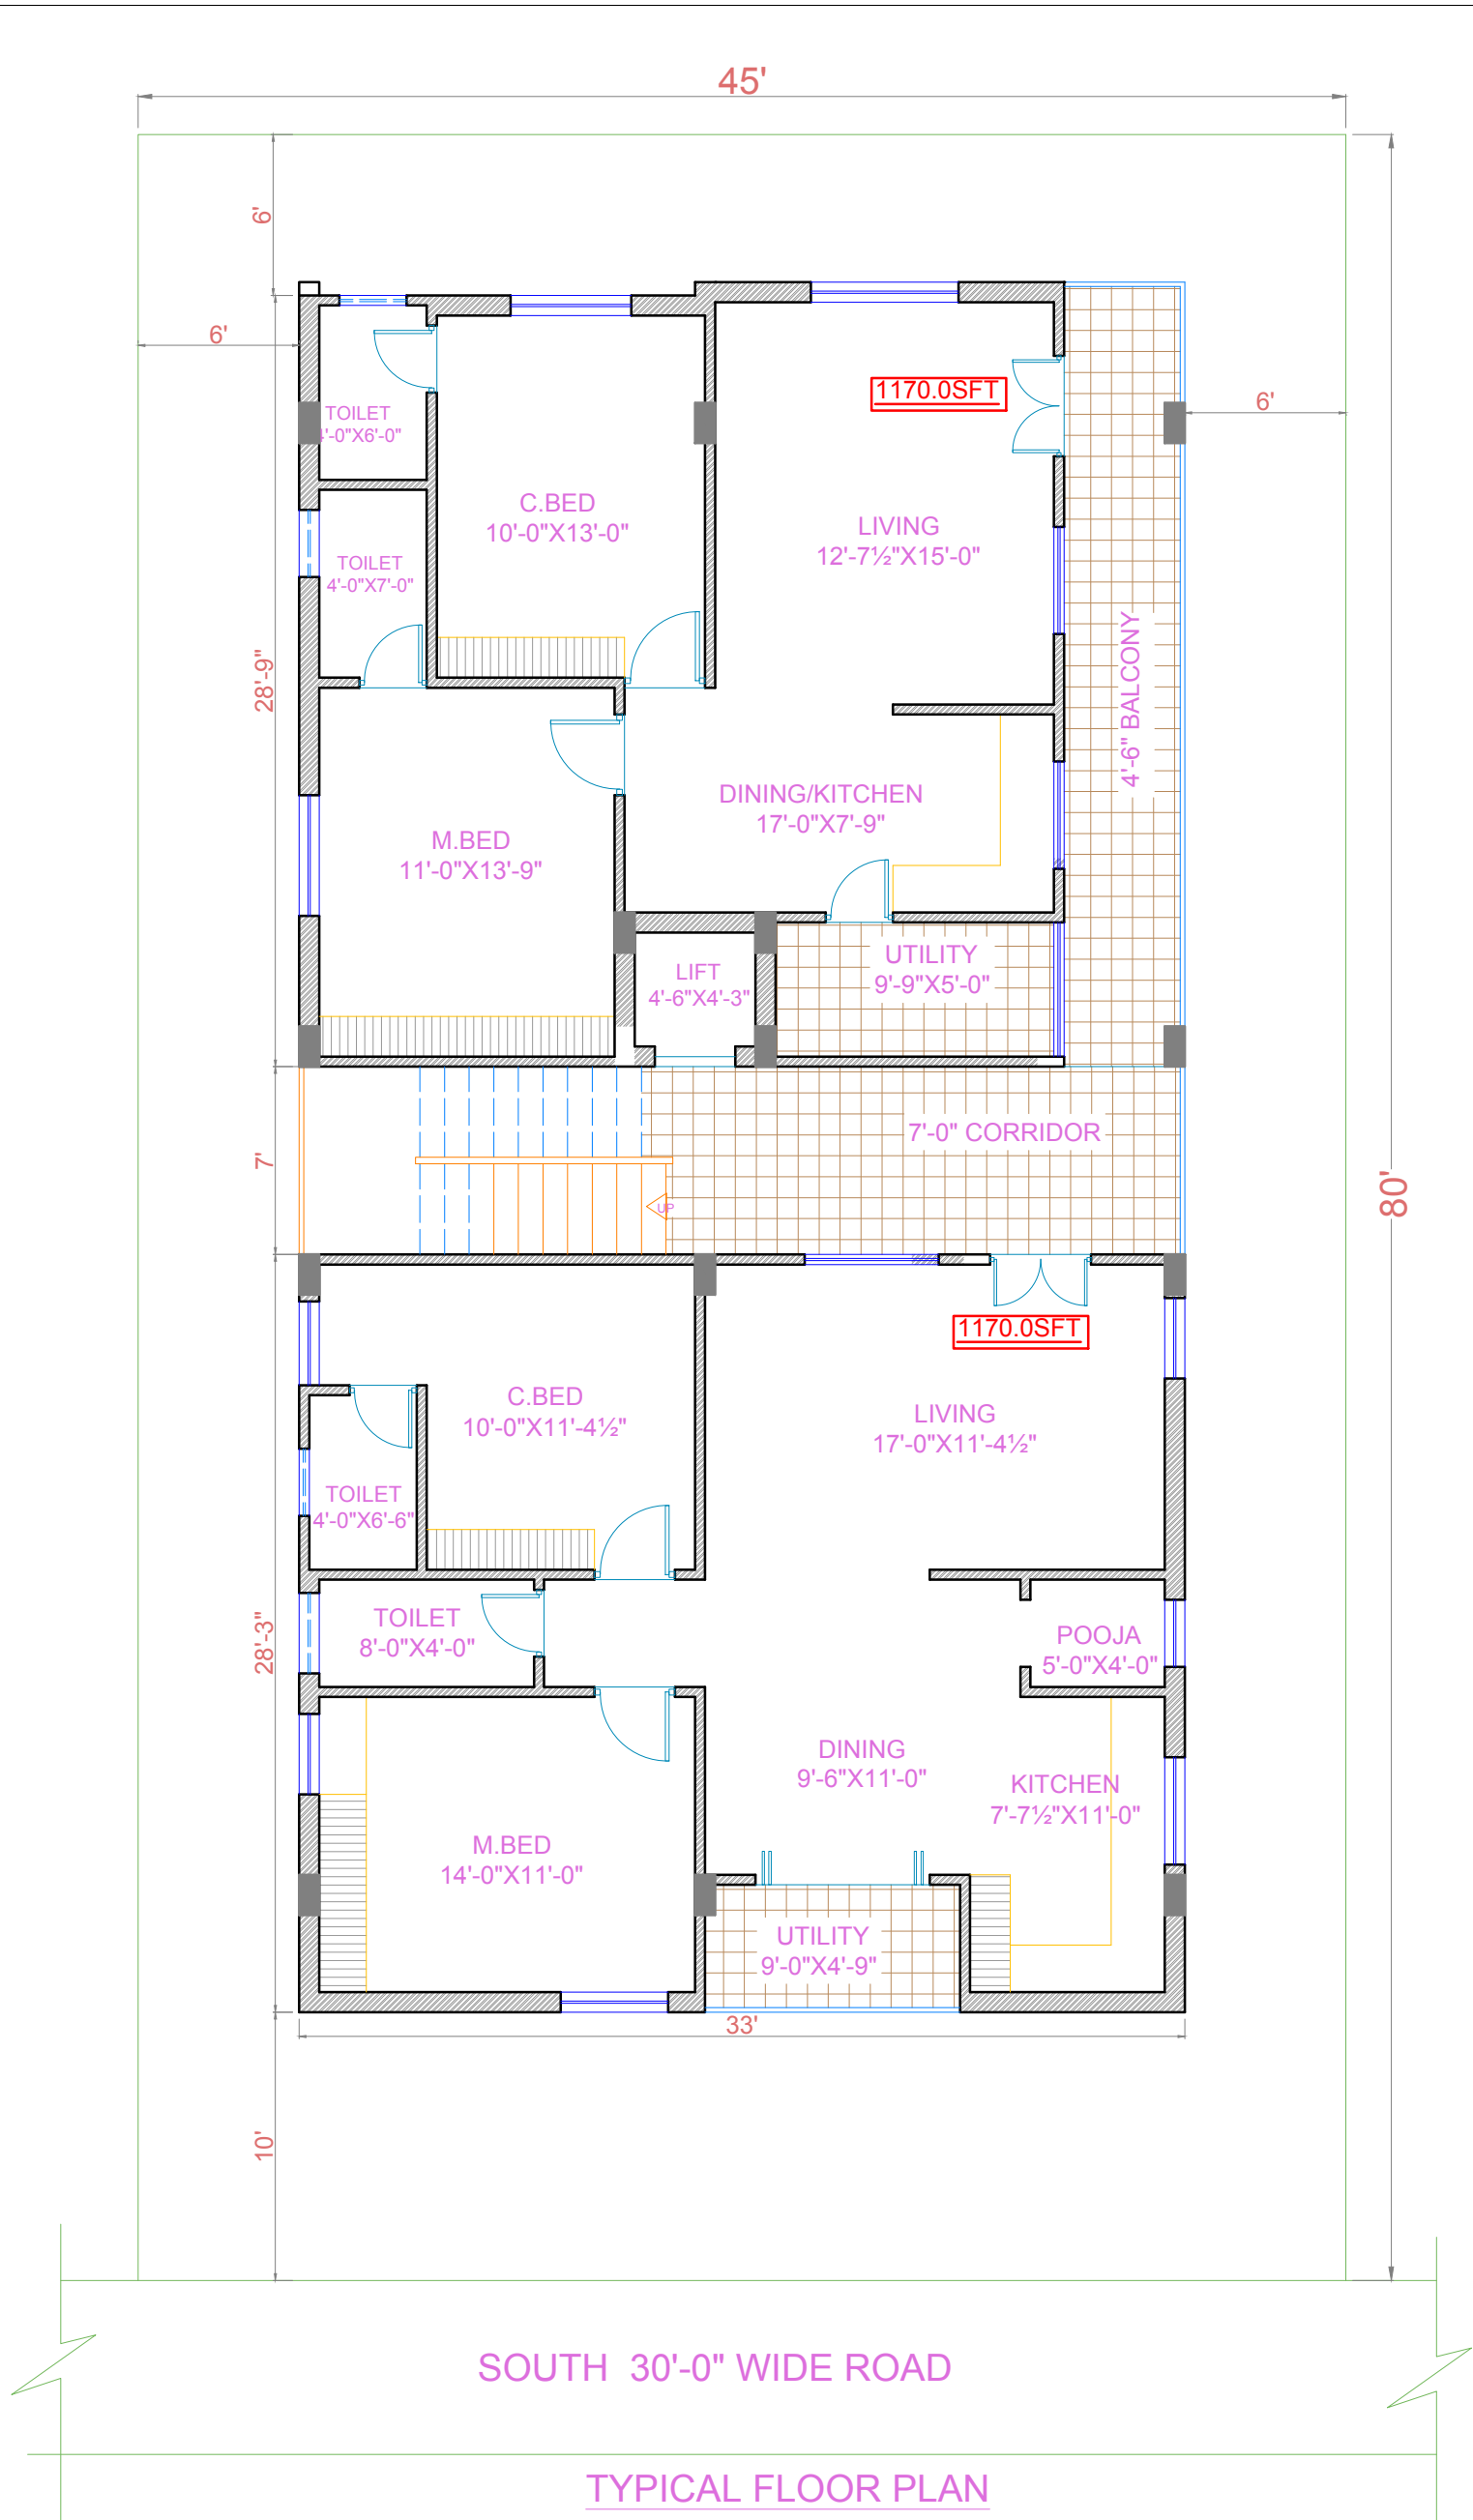 45'
6'
6'
6'
1170.0SFT
TOILET
'-0"X6'-0"
C.BED
10'-0"X13'-0"
LIVING
12'-7½"X15'-0"
TOILET
4'-0"X7'-0"
28'-9"
4'-6" BALCONY
DINING/KITCHEN
17'-0"X7'-9"
M.BED
11'-0"X13'-9"
UTILITY
9'-9"X5'-0"
LIFT
4'-6"X4'-3"
7'-0" CORRIDOR
7'
80'
UP
1170.0SFT
C.BED
10'-0"X11'-4½"
LIVING
17'-0"X11'-4½"
TOILET
4'-0"X6'-6"
TOILET
8'-0"X4'-0"
28'-3"
POOJA
5'-0"X4'-0"
DINING
9'-6"X11'-0"
KITCHEN
7'-7½"X11'-0"
M.BED
14'-0"X11'-0"
UTILITY
9'-0"X4'-9"
33'
10'
SOUTH 30'-0" WIDE ROAD
TYPICAL FLOOR PLAN